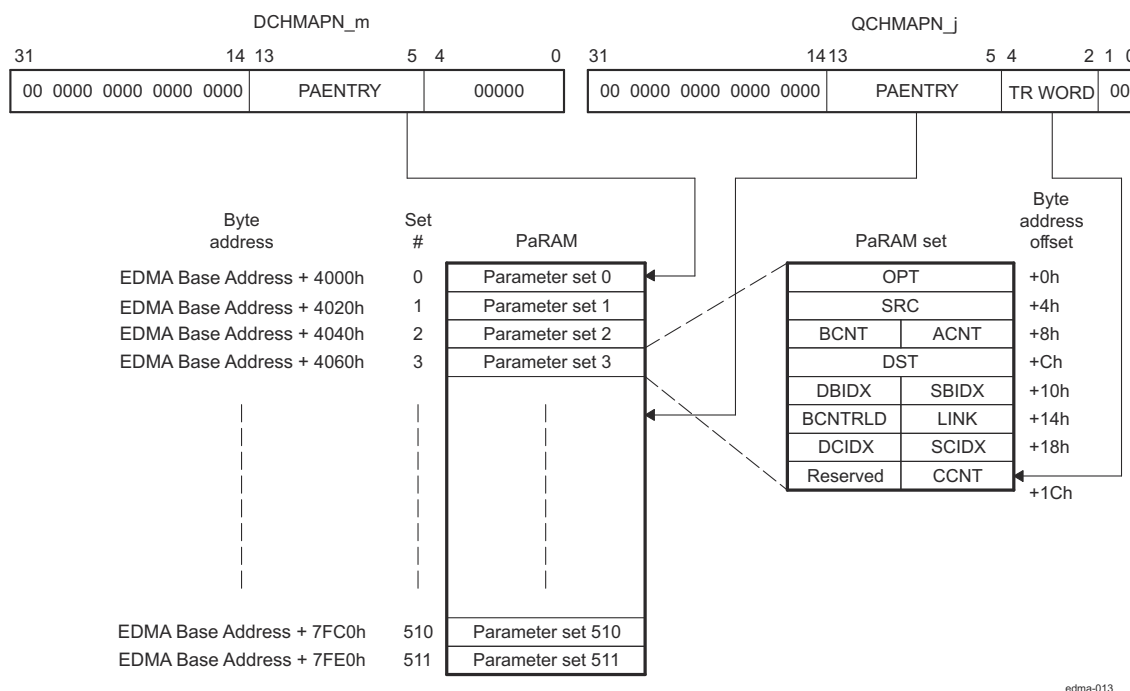 DCHMAPN_m QCHMAPN_j
31 14 13 5 4 0 31 14 13 5 4 2 1 0
00 0000 0000 0000 0000 PAENTRY 00000 00 0000 0000 0000 0000 PAENTRY TR WORD 00
Byte
address
Set
#
PaRAM
PaRAM set
Byte
address
offset
EDMA Base Address + 4000h 0 Parameter set 0 OPT +0h
EDMA Base Address + 4020h 1 Parameter set 1 SRC +4h
EDMA Base Address + 4040h 2 Parameter set 2 BCNT ACNT +8h
EDMA Base Address + 4060h 3 Parameter set 3 DST +Ch
DBIDX SBIDX +10h
BCNTRLD LINK +14h
DCIDX SCIDX +18h
Reserved CCNT +1Ch
EDMA Base Address + 7FC0h 510 Parameter set 510
EDMA Base Address + 7FE0h 511 Parameter set 511
edma-013